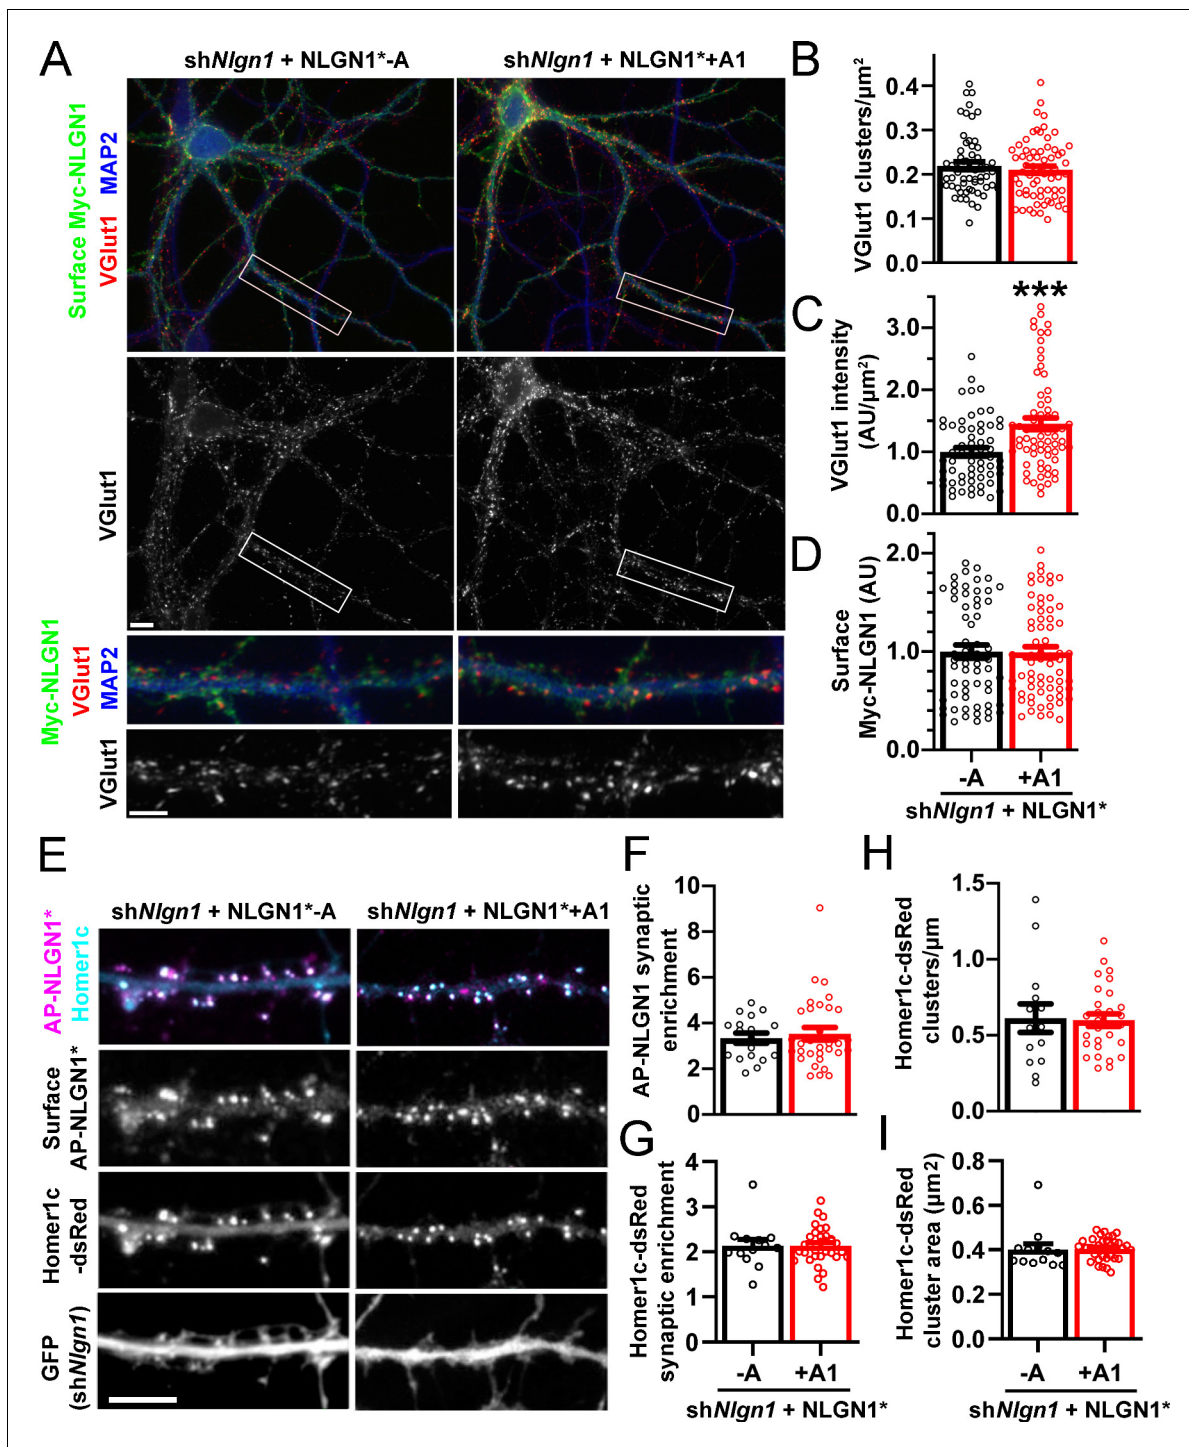 A
shNlgn1 + NLGN1*-A
shNlgn1 + NLGN1*+A1
Surface Myc-NLGN1
VGlut1 MAP2
VGlut1
Myc-NLGN1
VGlut1
MAP2
VGlut1
B
VGlut1 clusters/µm²
0.4
0.3
0.2
0.1
0.0
C
VGlut1 intensity
(AU/µm²)
***
3.0
2.0
1.0
0.0
D
Surface
Myc-NLGN1 (AU)
2.0
1.0
0.0
-A
+A1
shNlgn1 + NLGN1*
E
shNlgn1 + NLGN1*-A
shNlgn1 + NLGN1*+A1
AP-NLGN1*
Homer1c
Surface
AP-NLGN1*
Homer1c
-dsRed
GFP
(shNlgn1)
F
AP-NLGN1 synaptic
enrichment
10
8
6
4
2
0
G
Homer1c-dsRed
synaptic enrichment
4
3
2
1
0
-A
+A1
shNlgn1 + NLGN1*
H
Homer1c-dsRed
clusters/µm
1.5
1.0
0.5
0.0
I
Homer1c-dsRed
cluster area (µm²)
0.8
0.6
0.4
0.2
0.0
-A
+A1
shNlgn1 + NLGN1*